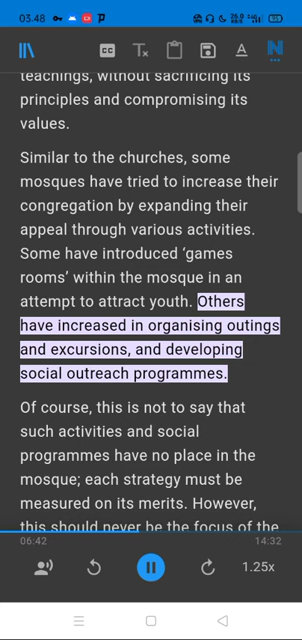 03.48
CC
teachings, without sacrificing its
principles and compromising its
values.
Similar to the churches, some
mosques have tried to increase their
congregation by expanding their
appeal through various activities.
Some have introduced ‘games
rooms’ within the mosque in an
attempt to attract youth. Others
have increased in organising outings
and excursions, and developing
social outreach programmes.
Of course, this is not to say that
such activities and social
programmes have no place in the
mosque; each strategy must be
measured on its merits. However,
this should never be the focus of the
06:42
14:32
1.25x